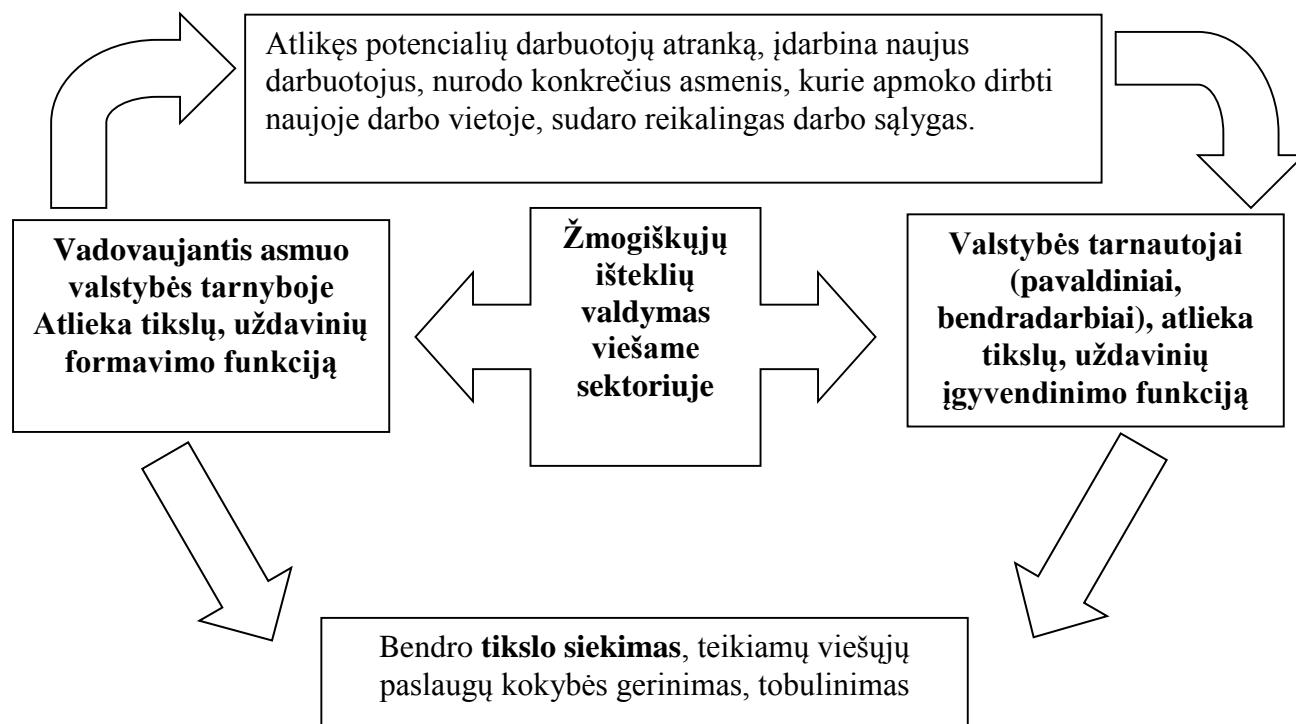 Atlikęs potencialių darbuotojų atranką, įdarbina naujus
darbuotojus, nurodo konkrečius asmenis, kurie apmoko dirbti
naujoje darbo vietoje, sudaro reikalingas darbo sąlygas.
Vadovaujantis asmuo
valstybės tarnyboje
Atlieka tikslų, uždavinių
formavimo funkciją
Žmogiškųjų
išteklių
valdymas
viešame
sektoriuje
Valstybės tarnautojai
(pavaldiniai,
bendradarbiai), atlieka
tikslų, uždavinių
įgyvendinimo funkciją
Bendro tikslo siekimas, teikiamų viešųjų
paslaugų kokybės gerinimas, tobulinimas